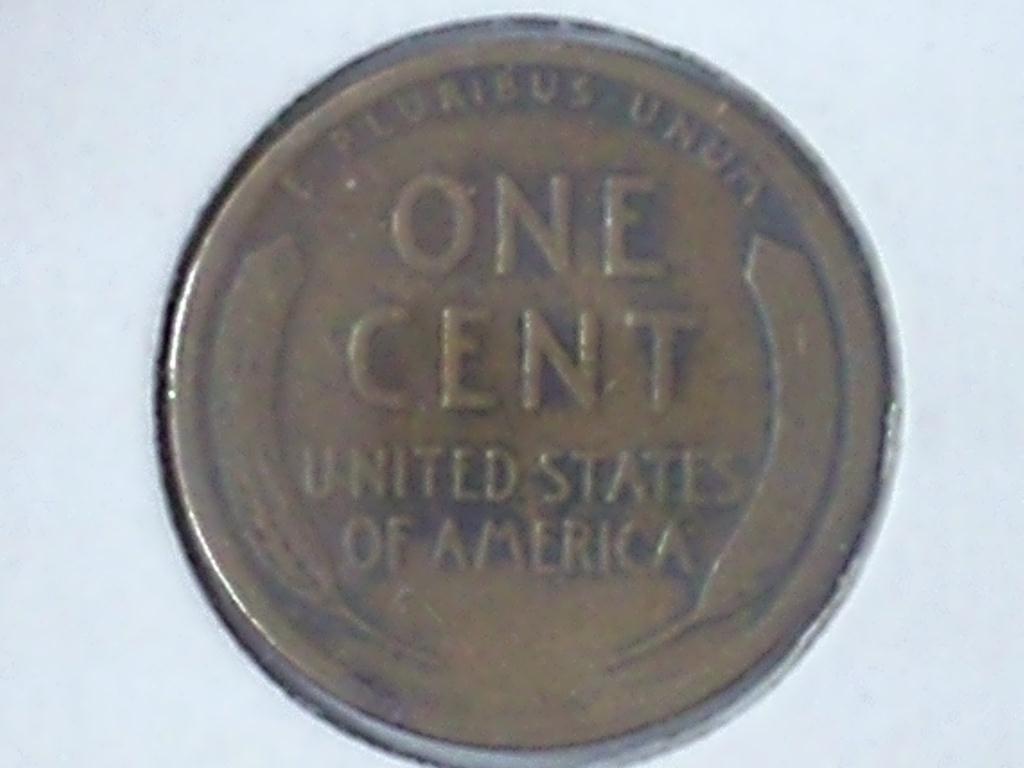 E PLURIBUS UNUM
ONE
CENT
UNITED STATES
OF AMERICA